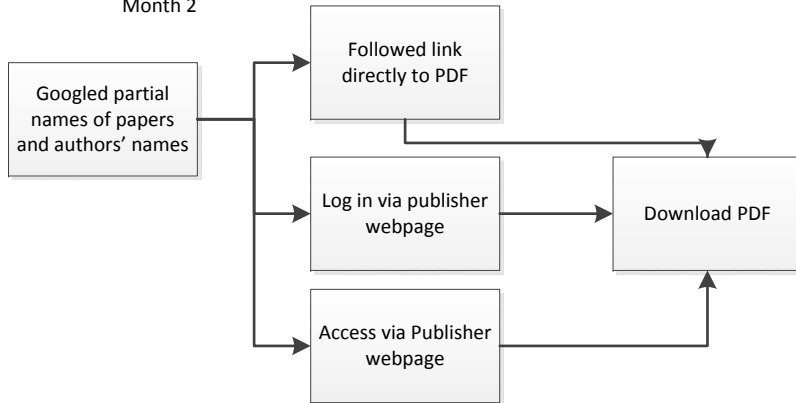 Month 2
Googled partial
names of papers
and authors' names
Followed link
directly to PDF
Log in via publisher
webpage
Access via Publisher
webpage
Download PDF